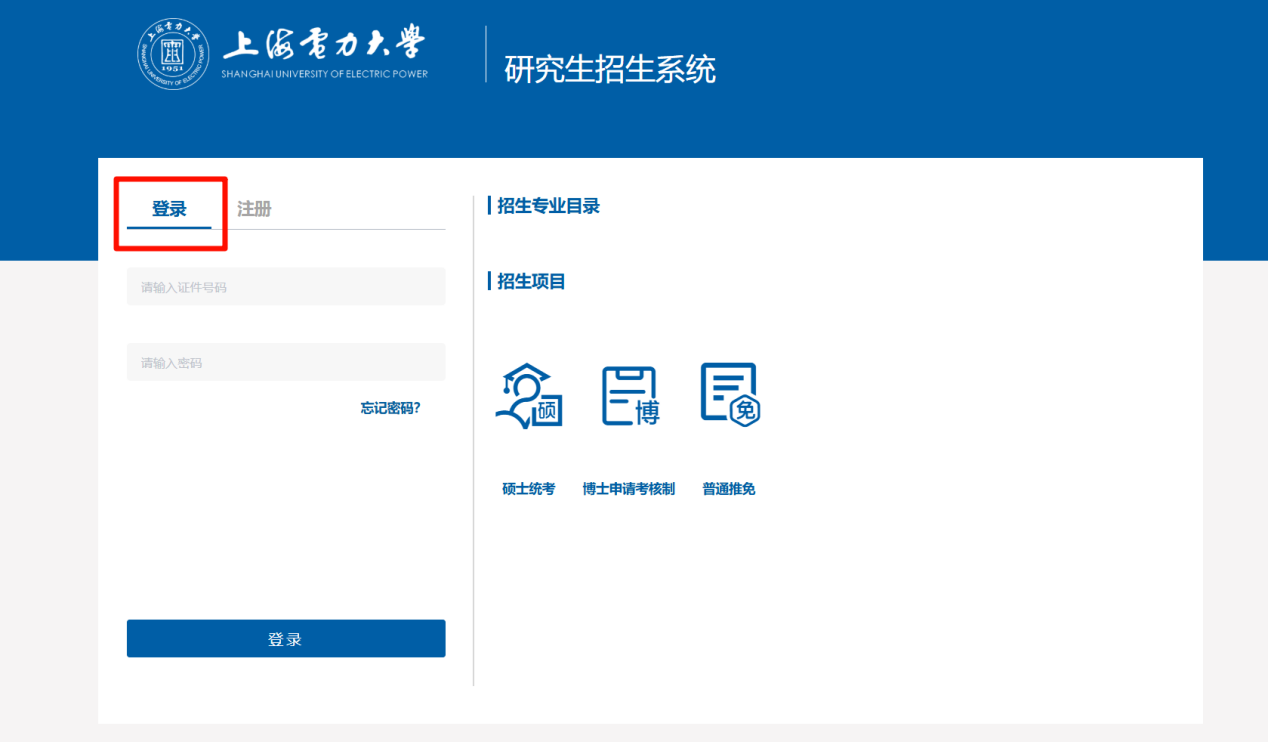 上海电力大学
SHANGHAI UNIVERSITY OF ELECTRIC POWER
1951
研究生招生系统
登录 注册
请输入证件号码
请输入密码
忘记密码?
登录
招生专业目录
招生项目
硕 博 免
硕士统考 博士申请考核制 普通推免